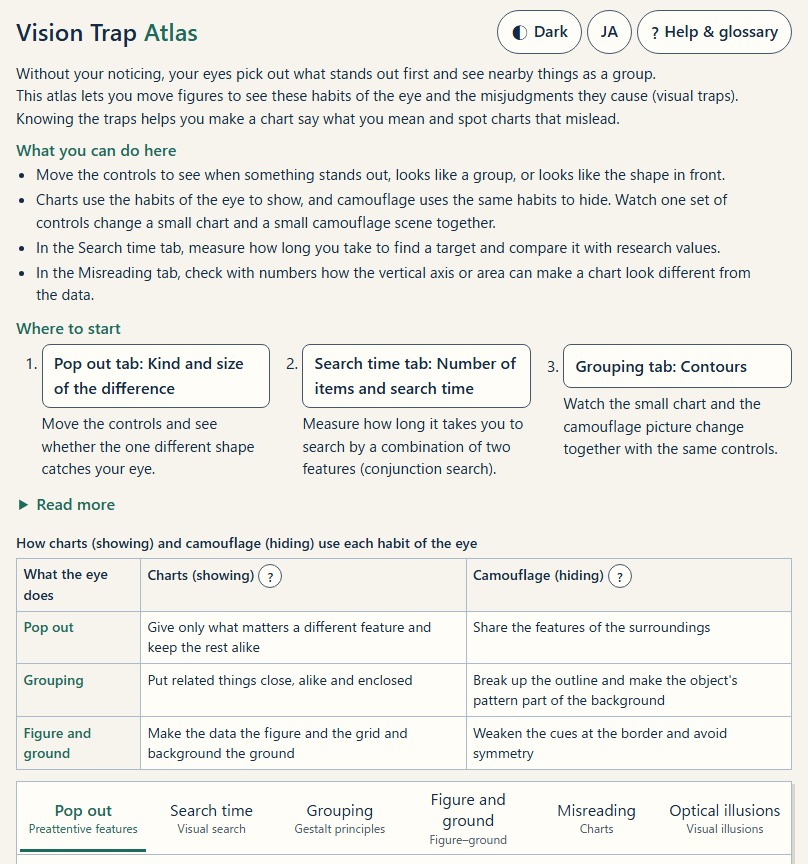 Vision Trap Atlas
Dark
JA
? Help & glossary
Without your noticing, your eyes pick out what stands out first and see nearby things as a group.
This atlas lets you move figures to see these habits of the eye and the misjudgments they cause (visual traps).
Knowing the traps helps you make a chart say what you mean and spot charts that mislead.
What you can do here
• Move the controls to see when something stands out, looks like a group, or looks like the shape in front.
• Charts use the habits of the eye to show, and camouflage uses the same habits to hide. Watch one set of
controls change a small chart and a small camouflage scene together.
• In the Search time tab, measure how long you take to find a target and compare it with research values.
• In the Misreading tab, check with numbers how the vertical axis or area can make a chart look different from
the data.
Where to start
1. Pop out tab: Kind and size
of the difference
Move the controls and see
whether the one different shape
catches your eye.
2. Search time tab: Number of
items and search time
Measure how long it takes you to
search by a combination of two
features (conjunction search).
3. Grouping tab: Contours
Watch the small chart and the
camouflage picture change
together with the same controls.
Read more
How charts (showing) and camouflage (hiding) use each habit of the eye
What the eye
does
Charts (showing) ?
Camouflage (hiding) ?
Pop out
Give only what matters a different feature and
keep the rest alike
Share the features of the surroundings
Grouping
Put related things close, alike and enclosed
Break up the outline and make the object's
pattern part of the background
Figure and
ground
Make the data the figure and the grid and
background the ground
Weaken the cues at the border and avoid
symmetry
Pop out
Preattentive features
Search time
Visual search
Grouping
Gestalt principles
Figure and
ground
Figure–ground
Misreading
Charts
Optical illusions
Visual illusions